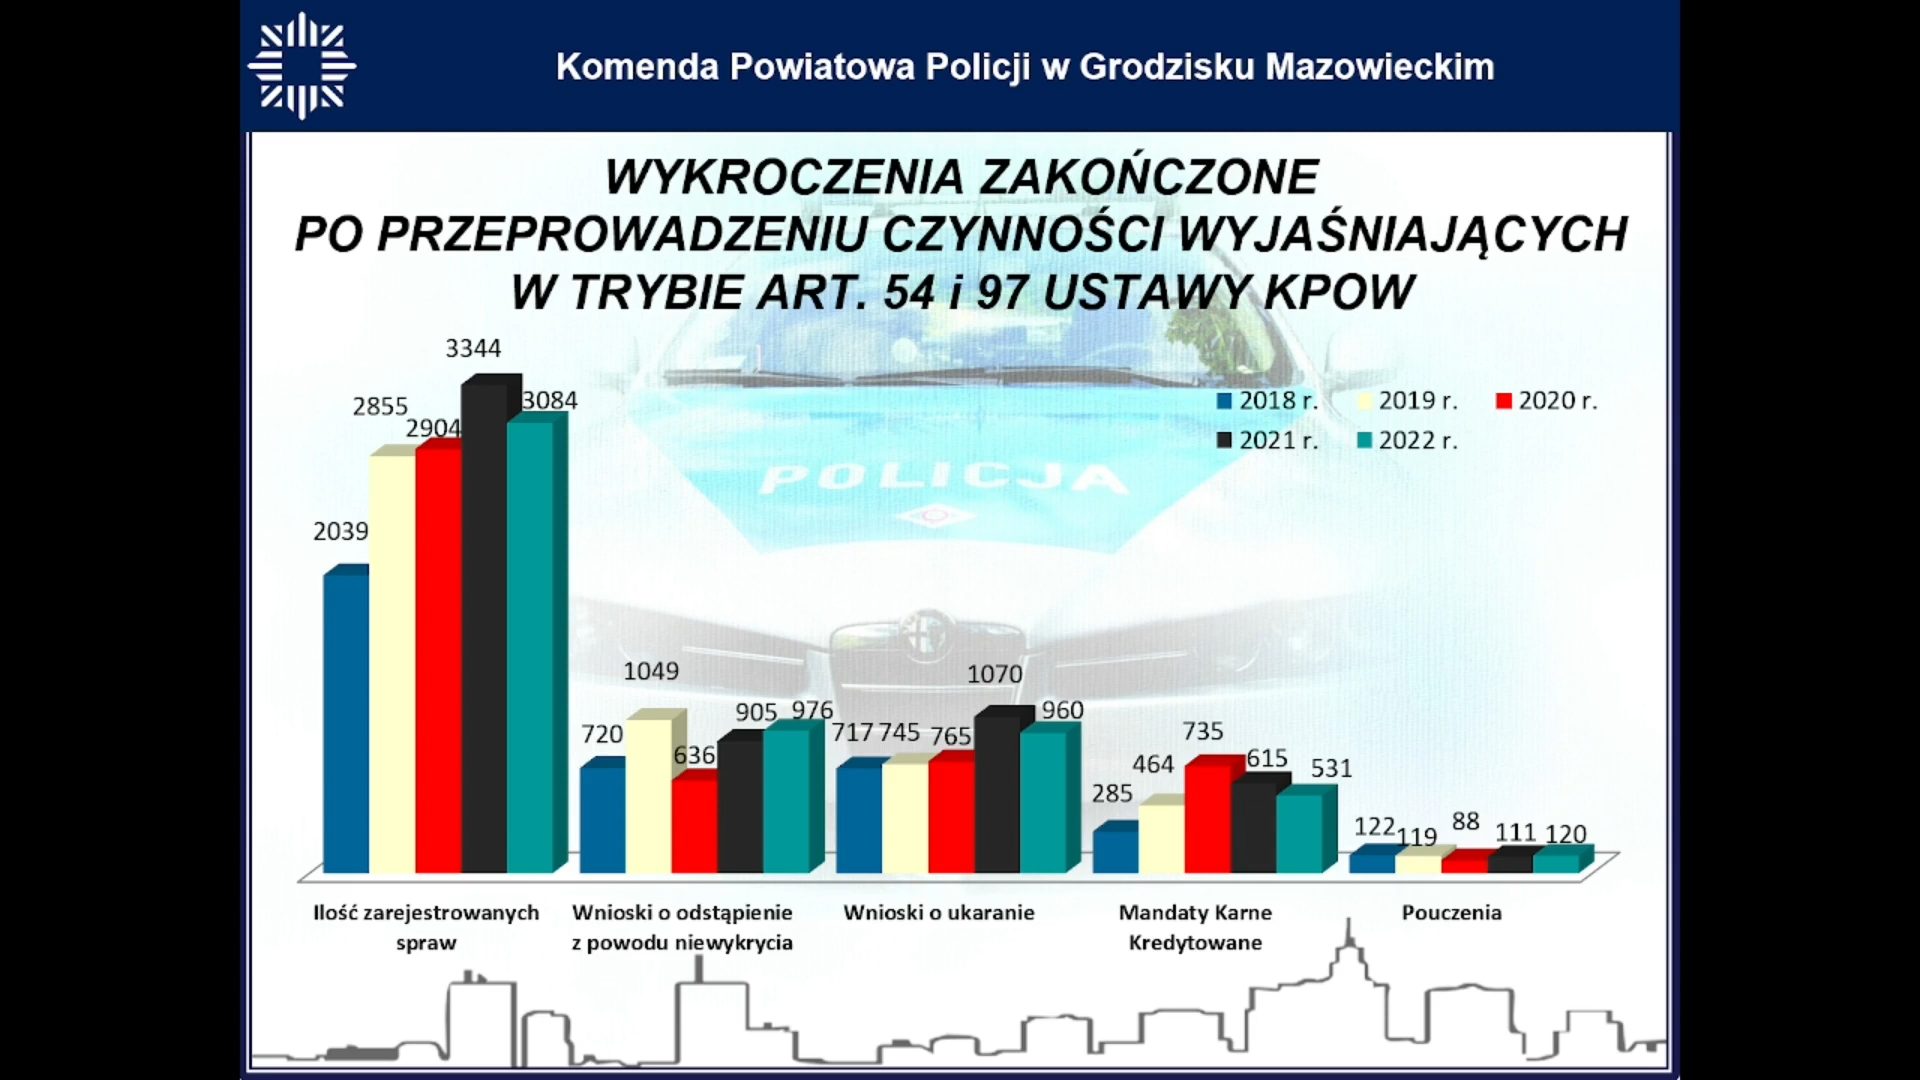 Komenda Powiatowa Policji w Grodzisku Mazowieckim
WYKROCZENIA ZAKOŃCZONE
PO PRZEPROWADZENIU CZYNNOŚCI WYJAŚNIAJĄCYCH
W TRYBIE ART. 54 i 97 USTAWY KPOW
2018 r. 2019 r. 2020 r.
2021 r. 2022 r.
POLICJA
2039 2855 2904 3344 3084
720 1049 636 905 976
717 745 765 1070 960
285 464 735 615 531
122 119 88 111 120
Ilość zarejestrowanych
spraw
Wnioski o odstąpienie
z powodu niewykrycia
Wnioski o ukaranie
Mandaty Karne
Kredytowane
Pouczenia